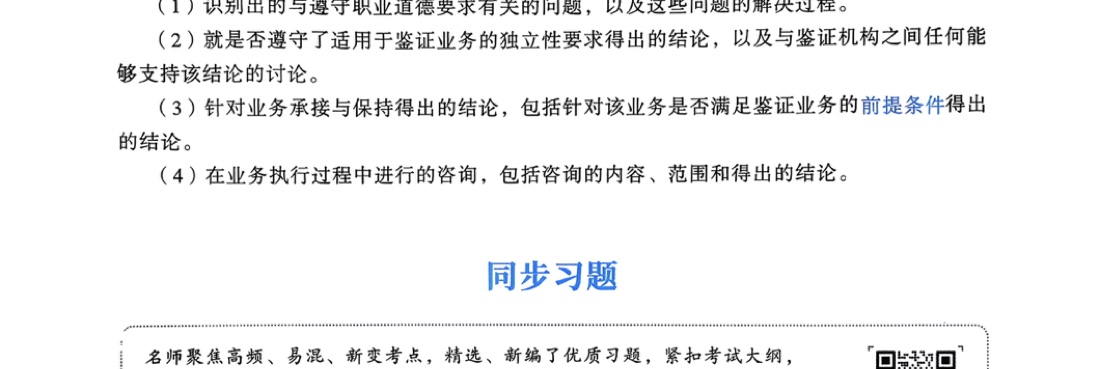 （1）识别出的与遵守职业道德要求有关的问题，以及这些问题的解决过程。
（2）就是否遵守了适用于鉴证业务的独立性要求得出的结论，以及与鉴证机构之间任何能
够支持该结论的讨论。
（3）针对业务承接与保持得出的结论，包括针对该业务是否满足鉴证业务的前提条件得出
的结论。
（4）在业务执行过程中进行的咨询，包括咨询的内容、范围和得出的结论。
同步习题
名师聚焦高频、易混、新变考点，精选、新编了优质习题，紧扣考试大纲，